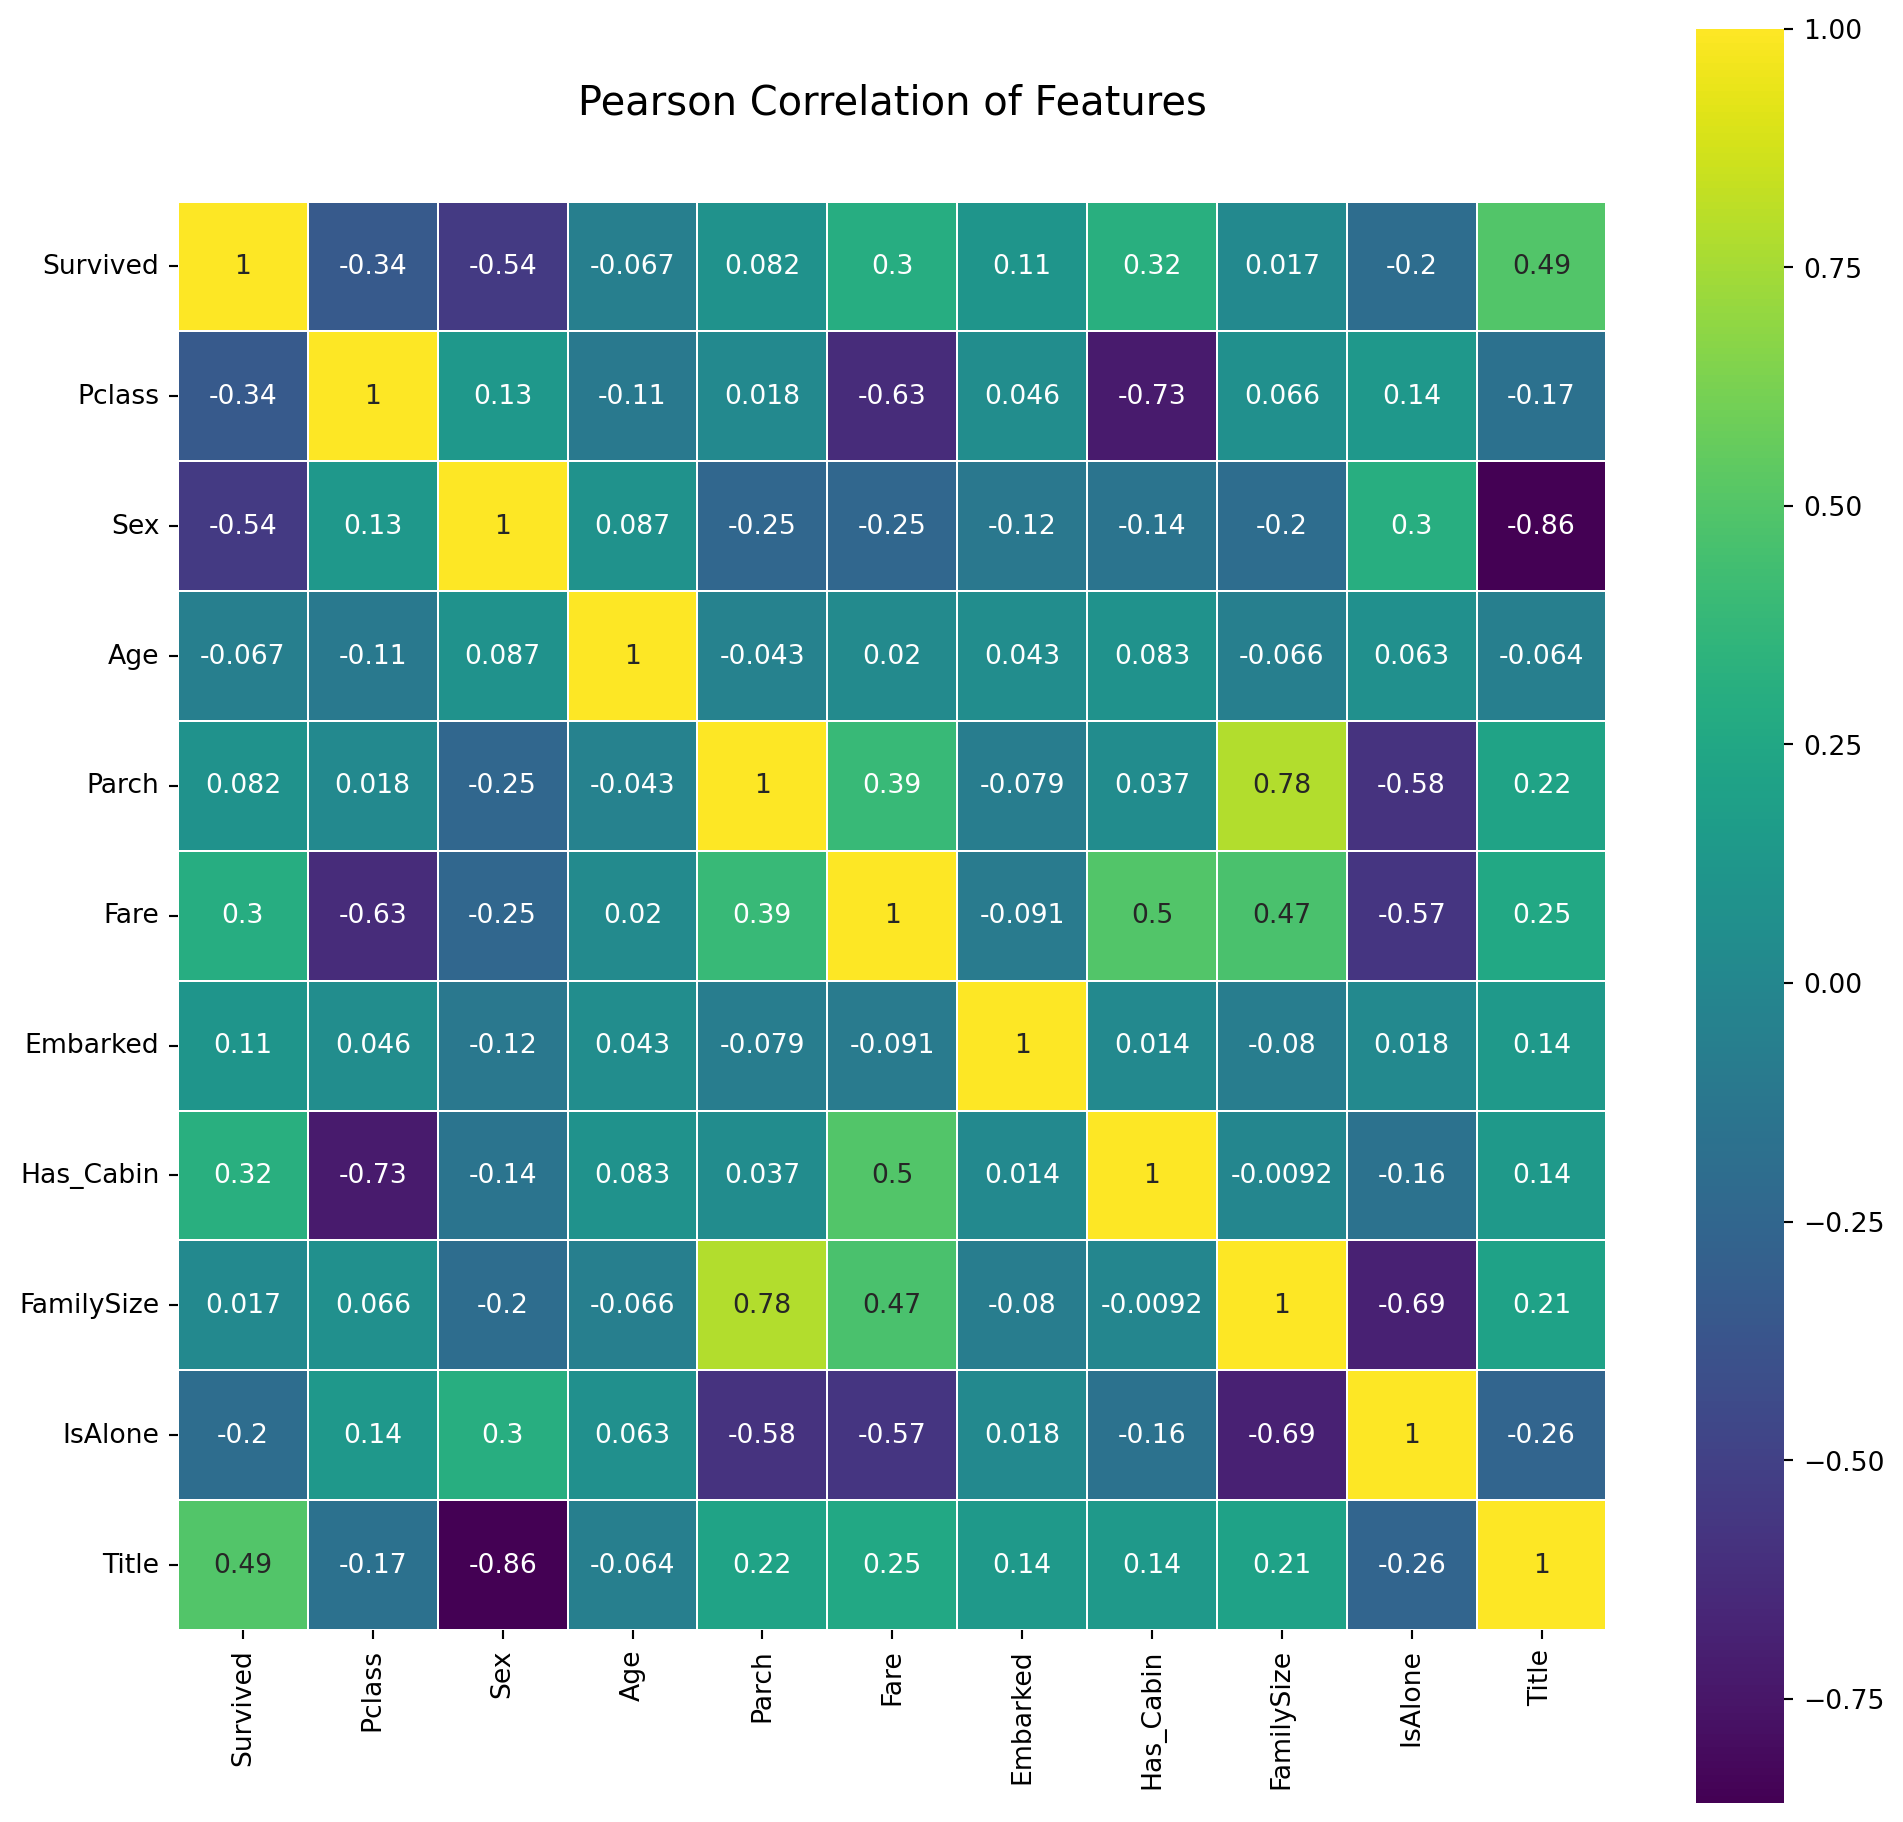 Pearson Correlation of Features
Survived 1 -0.34 -0.54 -0.067 0.082 0.3 0.11 0.32 0.017 -0.2 0.49
Pclass -0.34 1 0.13 -0.11 0.018 -0.63 0.046 -0.73 0.066 0.14 -0.17
Sex -0.54 0.13 1 0.087 -0.25 -0.25 -0.12 -0.14 -0.2 0.3 -0.86
Age -0.067 -0.11 0.087 1 -0.043 0.02 0.043 0.083 -0.066 0.063 -0.064
Parch 0.082 0.018 -0.25 -0.043 1 0.39 -0.079 0.037 0.78 -0.58 0.22
Fare 0.3 -0.63 -0.25 0.02 0.39 1 -0.091 0.5 0.47 -0.57 0.25
Embarked 0.11 0.046 -0.12 0.043 -0.079 -0.091 1 0.014 -0.08 0.018 0.14
Has_Cabin 0.32 -0.73 -0.14 0.083 0.037 0.5 0.014 1 -0.0092 -0.16 0.14
FamilySize 0.017 0.066 -0.2 -0.066 0.78 0.47 -0.08 -0.0092 1 -0.69 0.21
IsAlone -0.2 0.14 0.3 0.063 -0.58 -0.57 0.018 -0.16 -0.69 1 -0.26
Title 0.49 -0.17 -0.86 -0.064 0.22 0.25 0.14 0.14 0.21 -0.26 1
Survived Pclass Sex Age Parch Fare Embarked Has_Cabin FamilySize IsAlone Title
1.00
0.75
0.50
0.25
0.00
−0.25
−0.50
−0.75